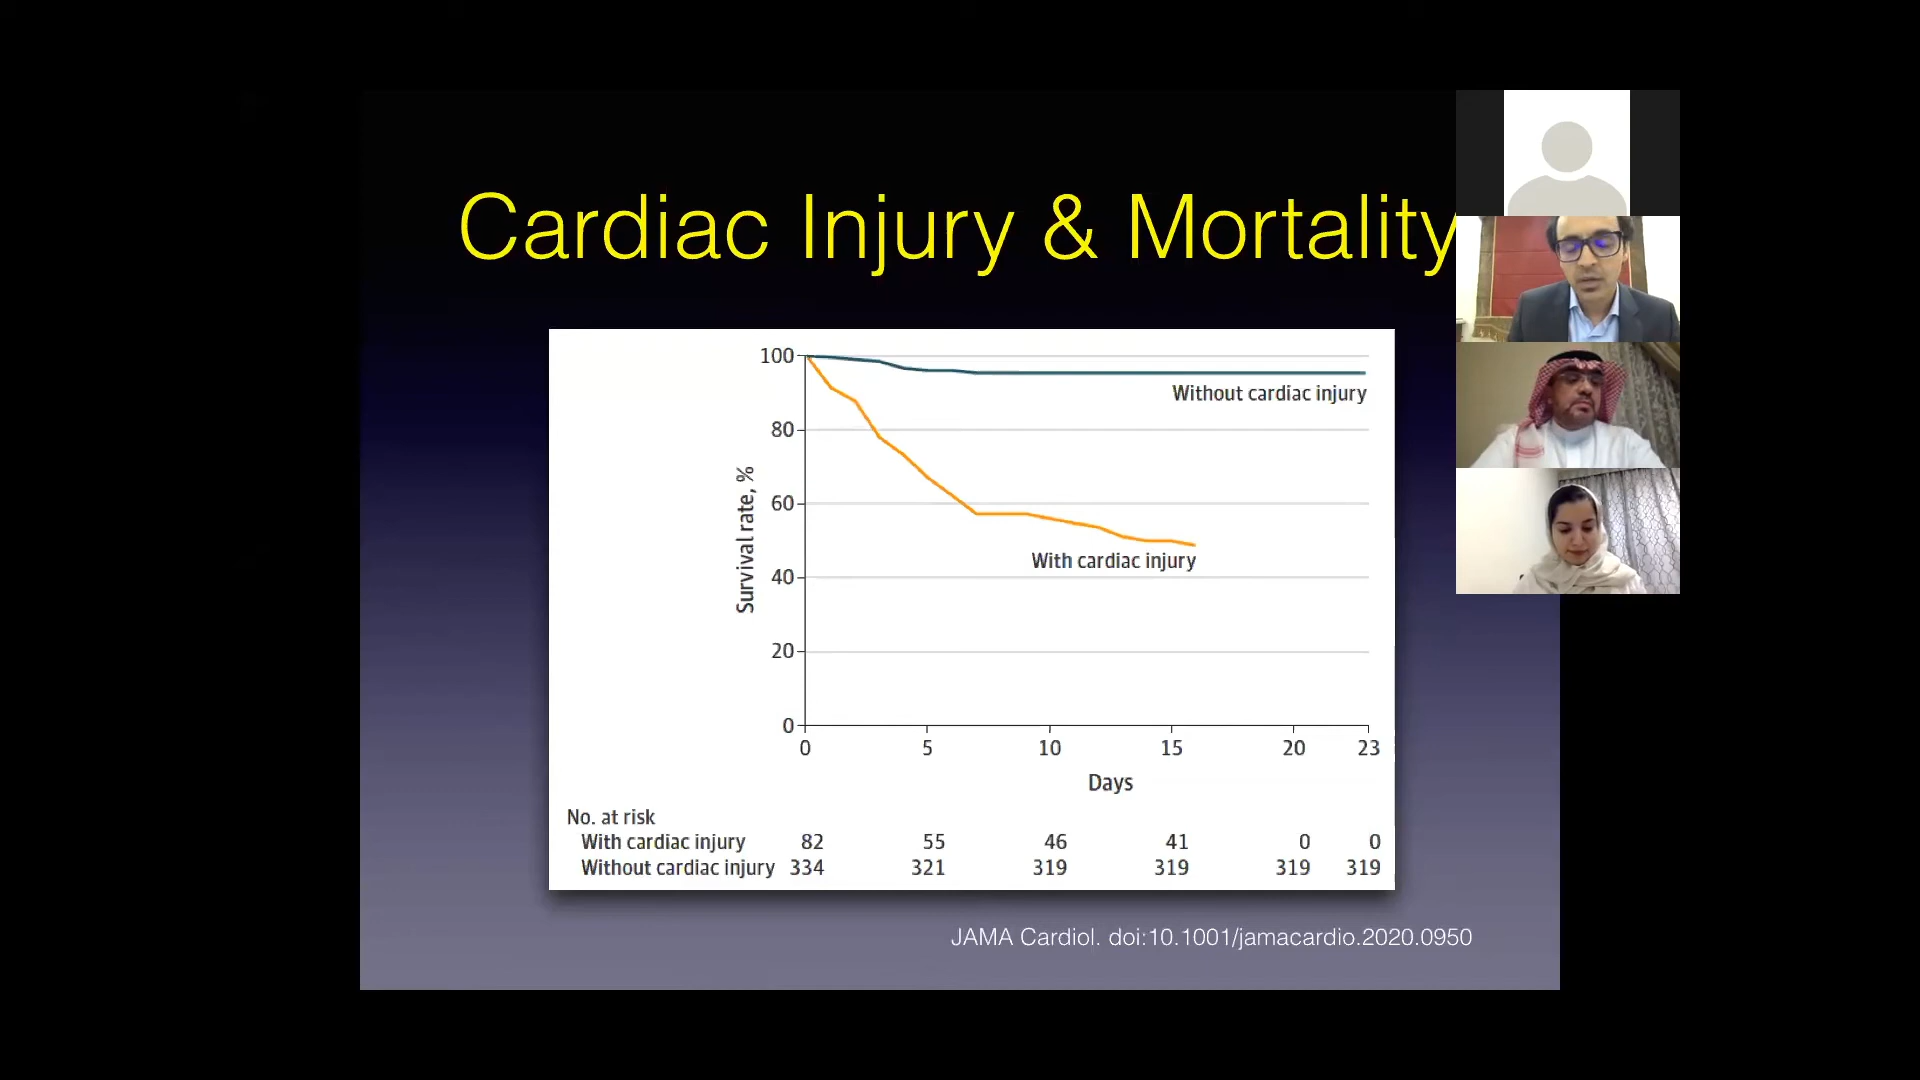 Cardiac Injury & Mortality
100
80
60
40
20
0
Survival rate, %
Without cardiac injury
With cardiac injury
0 5 10 15 20 23
Days
No. at risk
With cardiac injury 82 55 46 41 0 0
Without cardiac injury 334 321 319 319 319 319
JAMA Cardiol. doi:10.1001/jamacardio.2020.0950